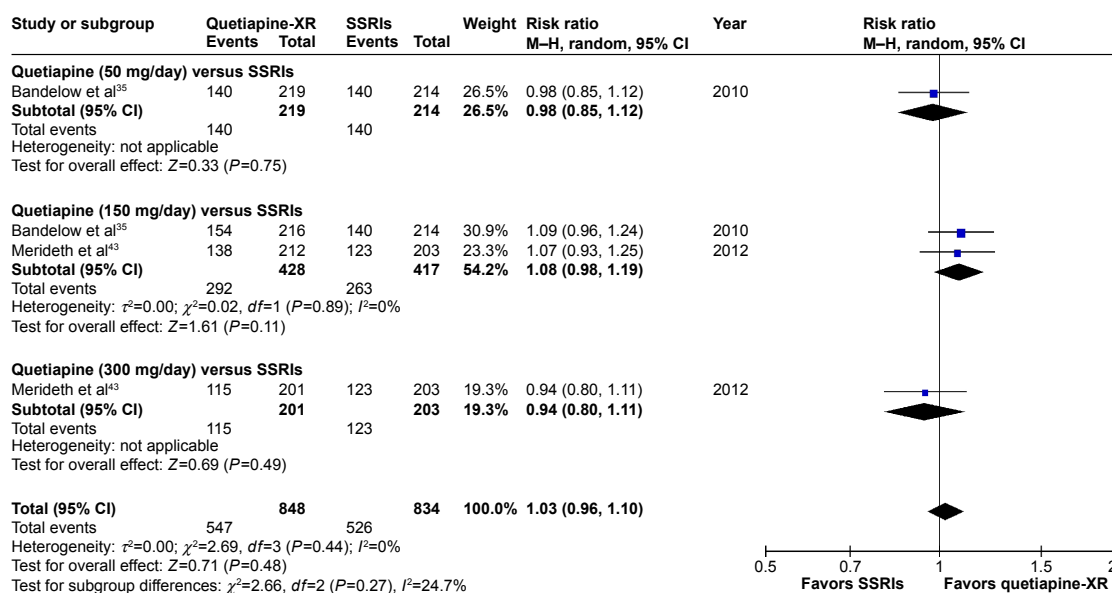 Study or subgroup Quetiapine-XR SSRIs Weight Risk ratio Year Risk ratio
Events Total Events Total M–H, random, 95% CI M–H, random, 95% CI
Quetiapine (50 mg/day) versus SSRIs
Bandelow et al³⁵ 140 219 140 214 26.5% 0.98 (0.85, 1.12) 2010
Subtotal (95% CI) 219 214 26.5% 0.98 (0.85, 1.12)
Total events 140 140
Heterogeneity: not applicable
Test for overall effect: Z=0.33 (P=0.75)
Quetiapine (150 mg/day) versus SSRIs
Bandelow et al³⁵ 154 216 140 214 30.9% 1.09 (0.96, 1.24) 2010
Merideth et al⁴³ 138 212 123 203 23.3% 1.07 (0.93, 1.25) 2012
Subtotal (95% CI) 428 417 54.2% 1.08 (0.98, 1.19)
Total events 292 263
Heterogeneity: τ²=0.00; χ²=0.02, df=1 (P=0.89); I²=0%
Test for overall effect: Z=1.61 (P=0.11)
Quetiapine (300 mg/day) versus SSRIs
Merideth et al⁴³ 115 201 123 203 19.3% 0.94 (0.80, 1.11) 2012
Subtotal (95% CI) 201 203 19.3% 0.94 (0.80, 1.11)
Total events 115 123
Heterogeneity: not applicable
Test for overall effect: Z=0.69 (P=0.49)
Total (95% CI) 848 834 100.0% 1.03 (0.96, 1.10)
Total events 547 526
Heterogeneity: τ²=0.00; χ²=2.69, df=3 (P=0.44); I²=0%
Test for overall effect: Z=0.71 (P=0.48)
Test for subgroup differences: χ²=2.66, df=2 (P=0.27), I²=24.7%
0.5 0.7 1 1.5 2
Favors SSRIs Favors quetiapine-XR